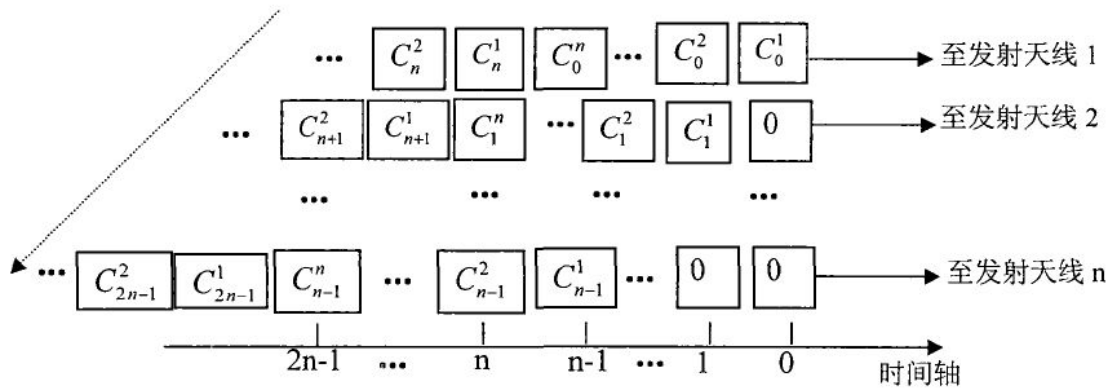 ... $C_n^2$ $C_n^1$ $C_0^n$ ... $C_0^2$ $C_0^1$ 至发射天线 1
... $C_{n+1}^2$ $C_{n+1}^1$ $C_1^n$ ... $C_1^2$ $C_1^1$ 0 至发射天线 2
... ... ... ...
... $C_{2n-1}^2$ $C_{2n-1}^1$ $C_{n-1}^n$ ... $C_{n-1}^2$ $C_{n-1}^1$ ... 0 0 至发射天线 n
2n-1 ... n n-1 ... 1 0
时间轴